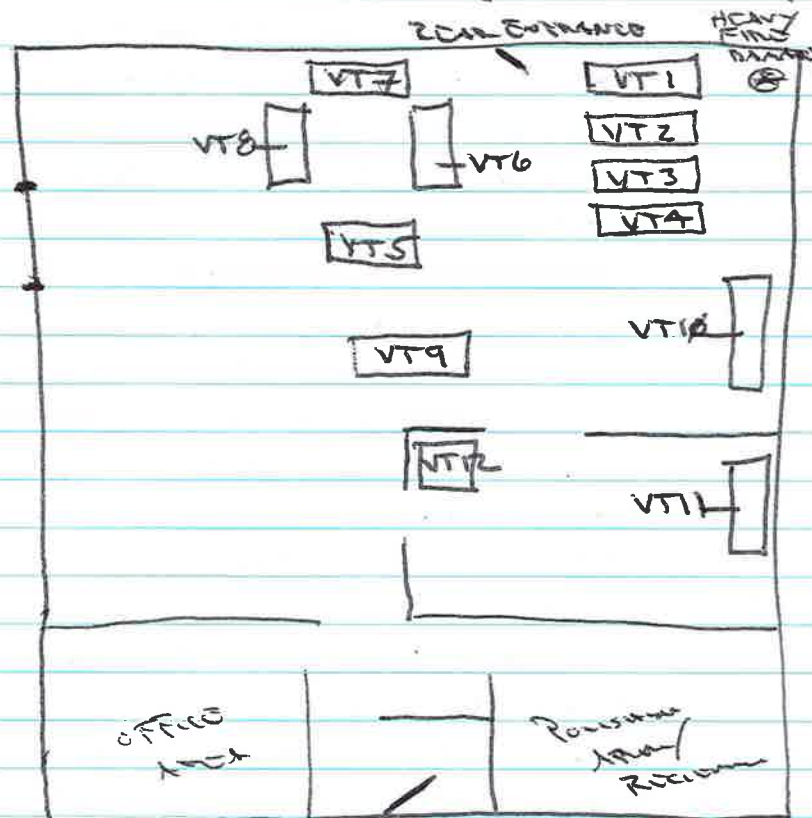 REAR ENTRANCE
HEAVY
FIRE
DAMAGE
VT7
VT1
VT8
VT6
VT2
VT3
VT4
VT5
VT10
VT9
VT12
VT11
OFFICE
AREA
AREA/